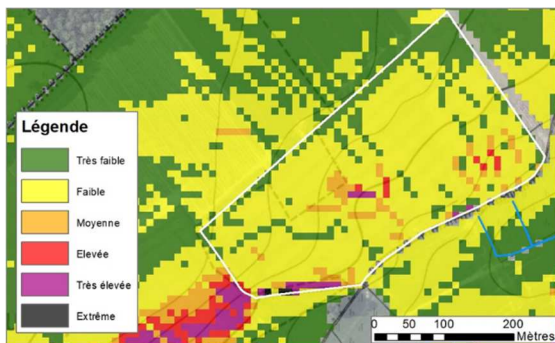 Légende
Très faible
Faible
Moyenne
Elevée
Très élevée
Extrême
0 50 100 200
Mètres